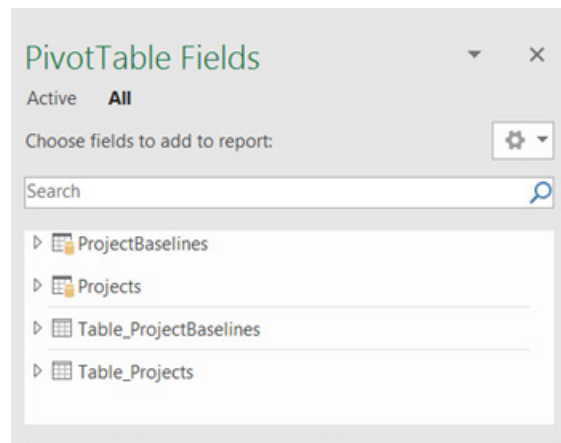 PivotTable Fields
Active All
Choose fields to add to report:
Search
ProjectBaselines
Projects
Table_ProjectBaselines
Table_Projects